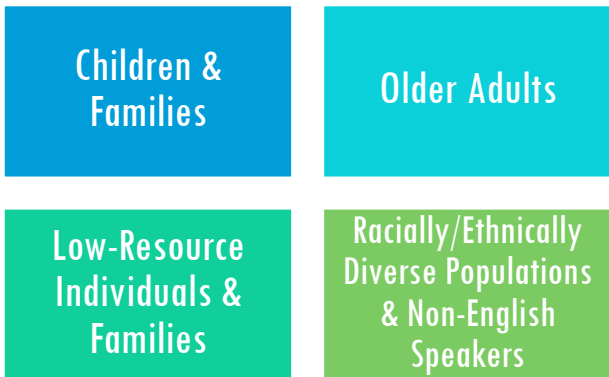 Children &
Families
Older Adults
Low-Resource
Individuals &
Families
Racially/Ethnically
Diverse Populations
& Non-English
Speakers